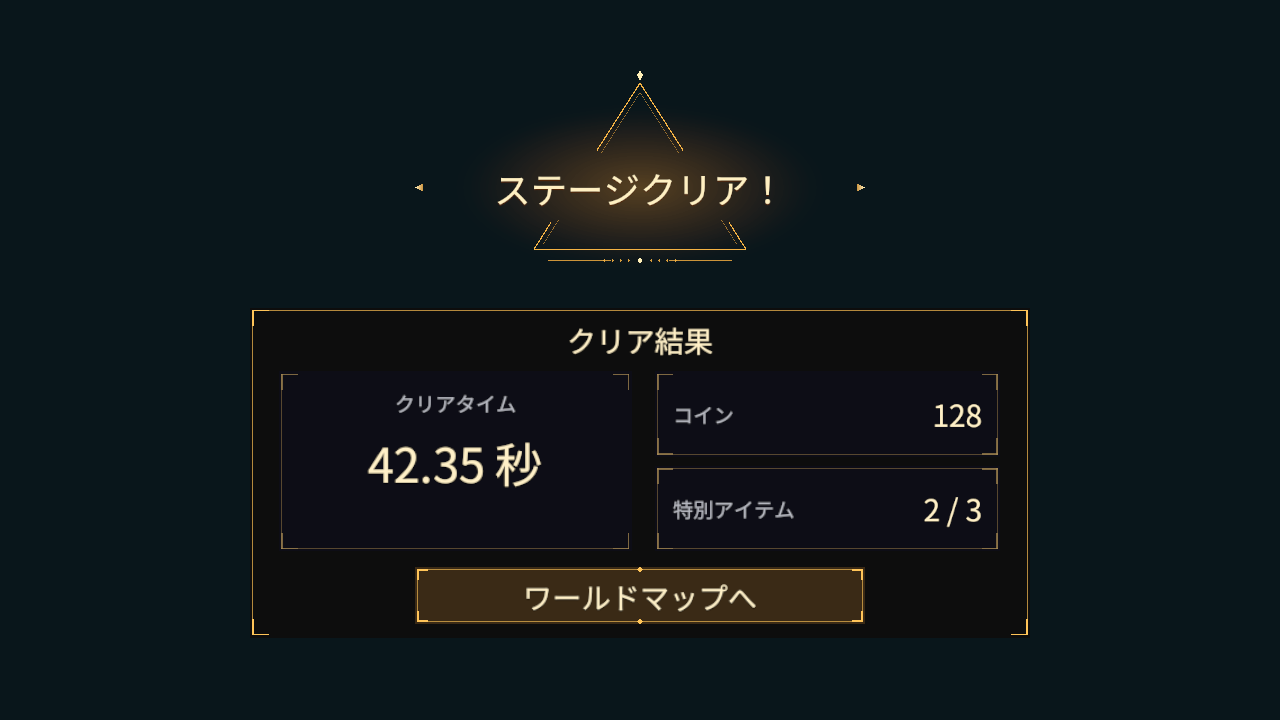 ステージクリア！
クリア結果
クリアタイム
42.35 秒
コイン
128
特別アイテム
2 / 3
ワールドマップへ